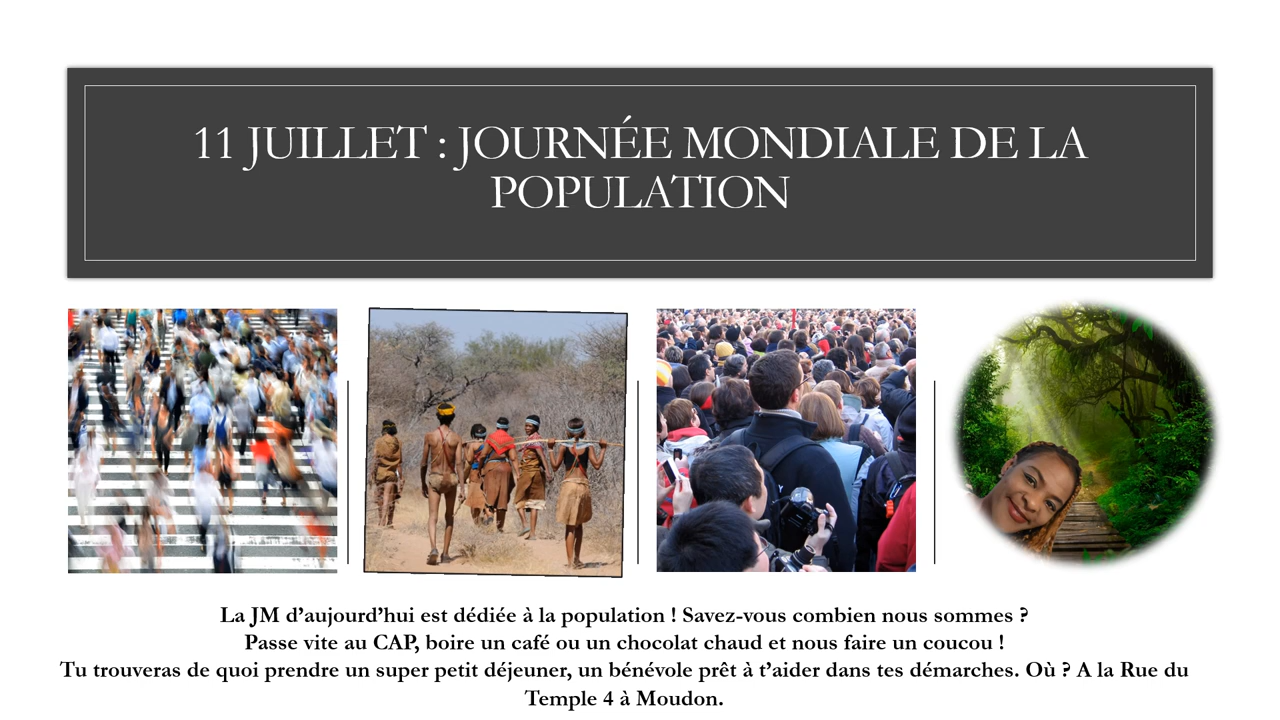 11 JUILLET : JOURNÉE MONDIALE DE LA
POPULATION
La JM d’aujourd’hui est dédiée à la population ! Savez-vous combien nous sommes ?
Passe vite au CAP, boire un café ou un chocolat chaud et nous faire un coucou !
Tu trouveras de quoi prendre un super petit déjeuner, un bénévole prêt à t’aider dans tes démarches. Où ? A la Rue du
Temple 4 à Moudon.